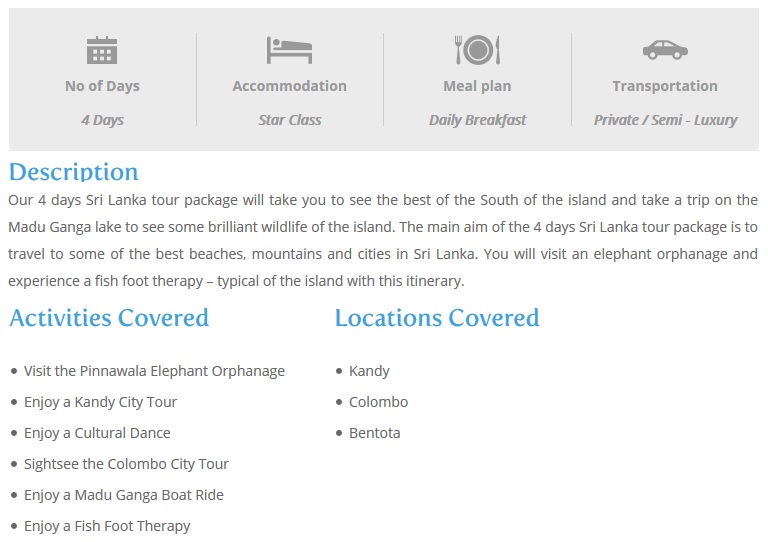 No of Days
Accommodation
Meal plan
Transportation
4 Days
Star Class
Daily Breakfast
Private / Semi - Luxury
Description
Our 4 days Sri Lanka tour package will take you to see the best of the South of the island and take a trip on the
Madu Ganga lake to see some brilliant wildlife of the island. The main aim of the 4 days Sri Lanka tour package is to
travel to some of the best beaches, mountains and cities in Sri Lanka. You will visit an elephant orphanage and
experience a fish foot therapy – typical of the island with this itinerary.
Activities Covered
• Visit the Pinnawala Elephant Orphanage
• Enjoy a Kandy City Tour
• Enjoy a Cultural Dance
• Sightsee the Colombo City Tour
• Enjoy a Madu Ganga Boat Ride
• Enjoy a Fish Foot Therapy
Locations Covered
• Kandy
• Colombo
• Bentota